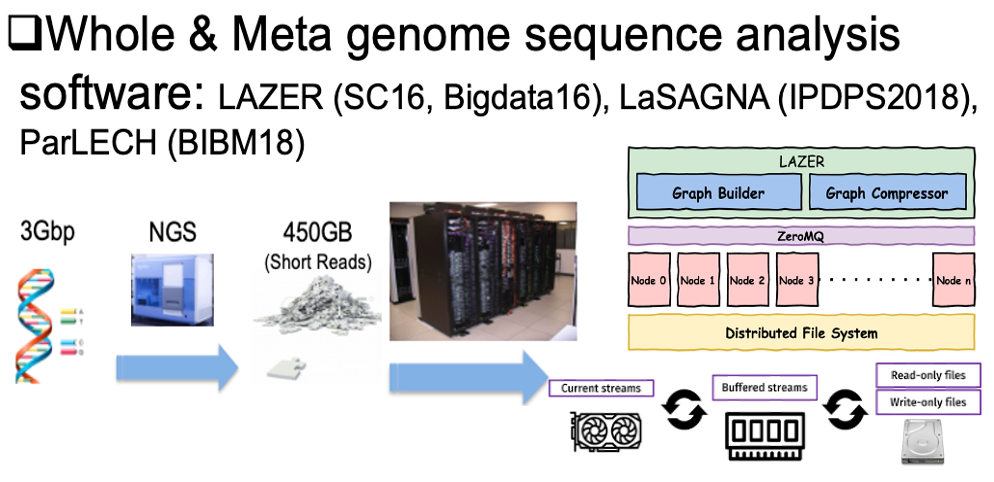 ❑Whole & Meta genome sequence analysis
software: LAZER (SC16, Bigdata16), LaSAGNA (IPDPS2018),
ParLECH (BIBM18)
3Gbp
NGS
450GB
(Short Reads)
A
T
C
G
LAZER
Graph Builder
Graph Compressor
ZeroMQ
Node 0
Node 1
Node 2
Node 3
Node n
Distributed File System
Current streams
Buffered streams
Read-only files
Write-only files